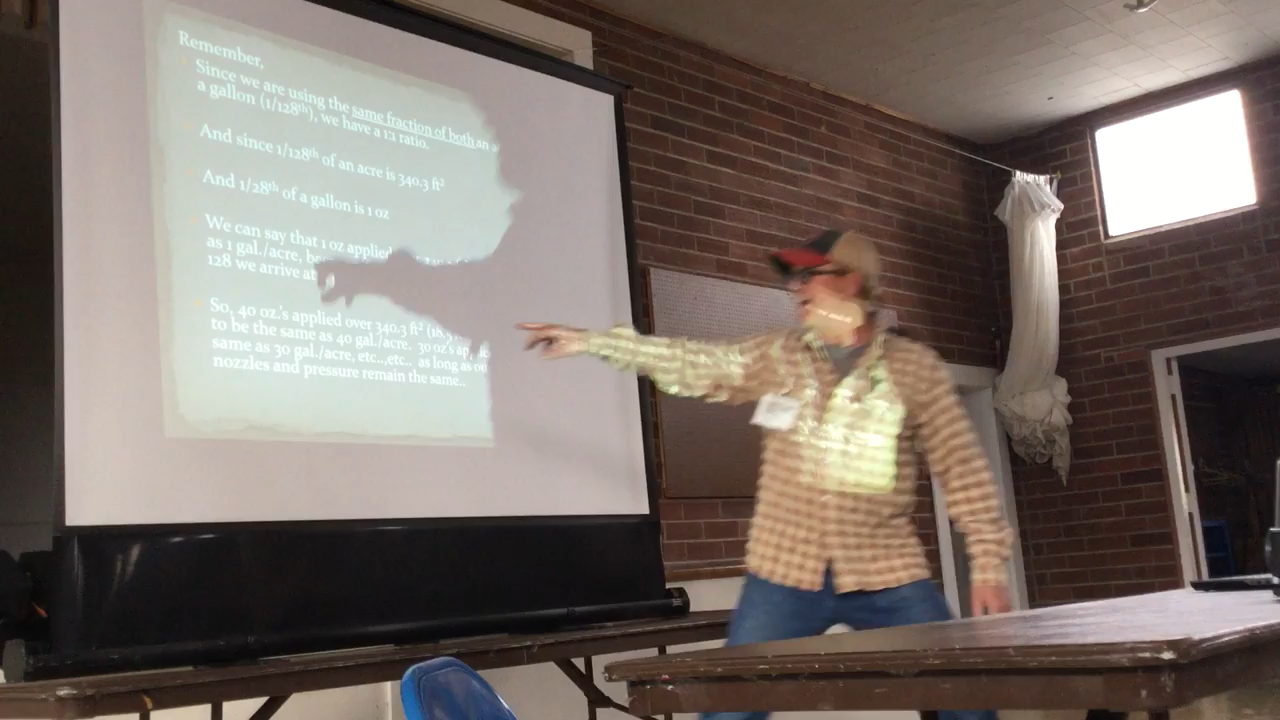 Remember,
Since we are using the same fraction of both an
a gallon (1/128th), we have a 1:1 ratio.
And since 1/128th of an acre is 340.3 ft²
And 1/28th of a gallon is 1 oz
We can say that 1 oz applied
as 1 gal./acre,
128 we arrive at
So, 40 oz.'s applied over 340.3 ft² (18.5
to be the same as 40 gal./acre. 30 oz's
same as 30 gal./acre, etc...etc.. as long as
nozzles and pressure remain the same..